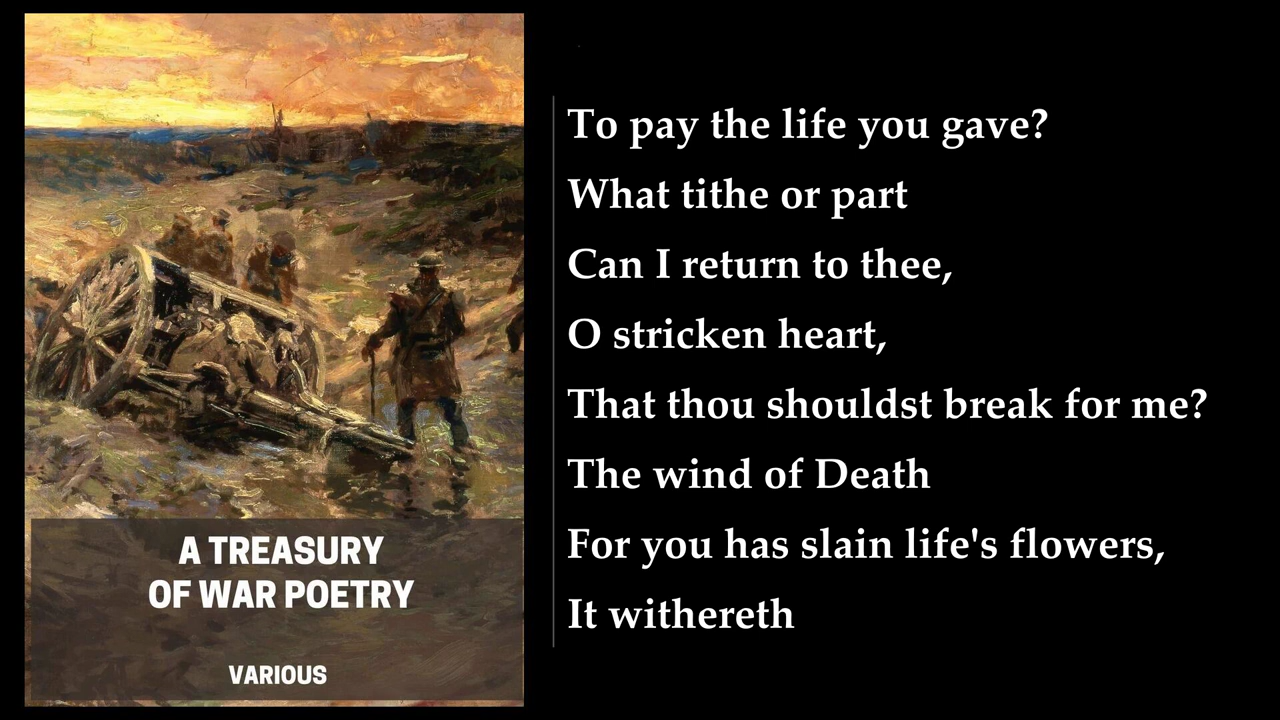 A TREASURY
OF WAR POETRY
VARIOUS
To pay the life you gave?
What tithe or part
Can I return to thee,
O stricken heart,
That thou shouldst break for me?
The wind of Death
For you has slain life's flowers,
It withereth